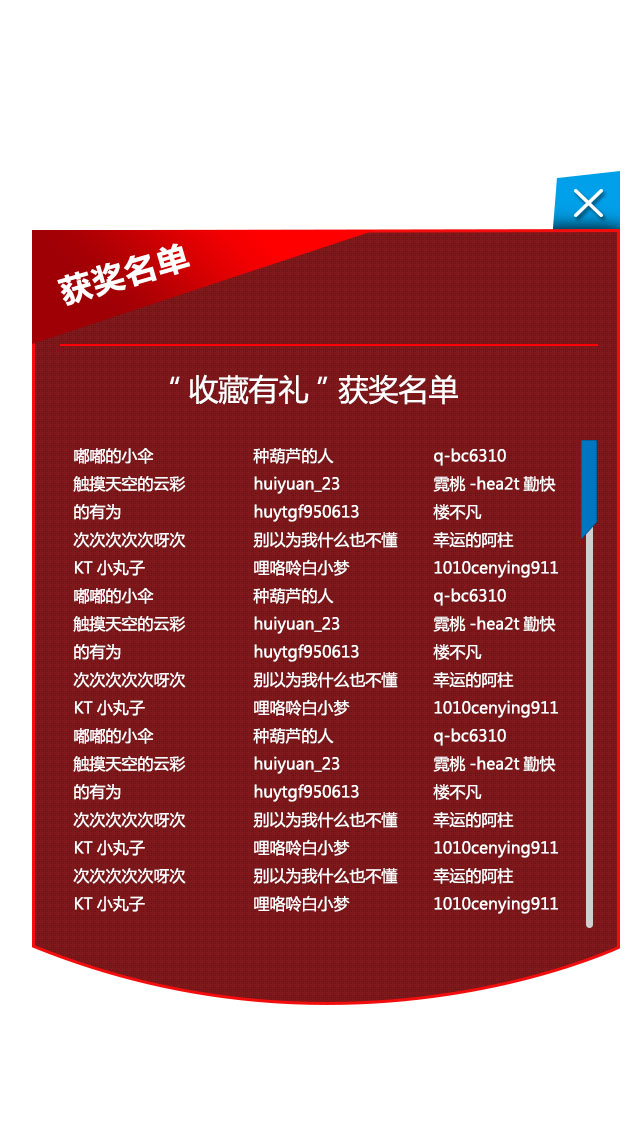 获奖名单
“收藏有礼”获奖名单
嘟嘟的小伞 种葫芦的人 q-bc6310
触摸天空的云彩 huiyuan_23 霓桃 -hea2t 勤快
的有为 huytgf950613 楼不凡
次次次次次呀次 别以为我什么也不懂 幸运的阿柱
KT 小丸子 哩咯呤白小梦 1010cenying911
嘟嘟的小伞 种葫芦的人 q-bc6310
触摸天空的云彩 huiyuan_23 霓桃 -hea2t 勤快
的有为 huytgf950613 楼不凡
次次次次次呀次 别以为我什么也不懂 幸运的阿柱
KT 小丸子 哩咯呤白小梦 1010cenying911
嘟嘟的小伞 种葫芦的人 q-bc6310
触摸天空的云彩 huiyuan_23 霓桃 -hea2t 勤快
的有为 huytgf950613 楼不凡
次次次次次呀次 别以为我什么也不懂 幸运的阿柱
KT 小丸子 哩咯呤白小梦 1010cenying911
次次次次次呀次 别以为我什么也不懂 幸运的阿柱
KT 小丸子 哩咯呤白小梦 1010cenying911